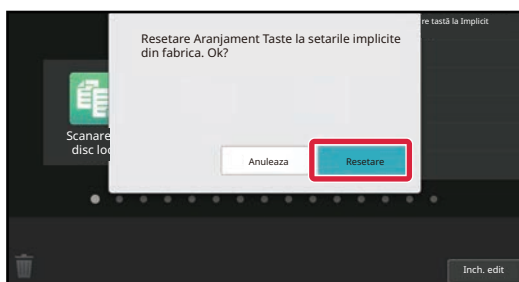 re tastă la Implicit
Resetare Aranjament Taste la setarile implicite
din fabrica. Ok?
Scanare
disc loc
Anuleaza
Resetare
Inch. edit